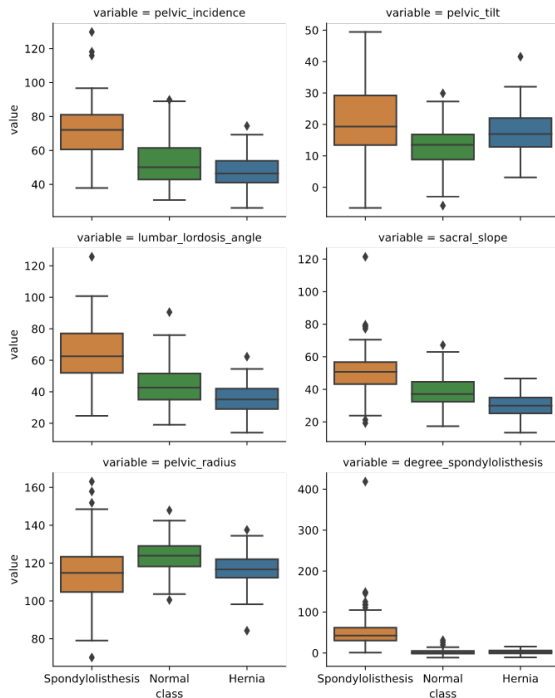 variable = pelvic_incidence
variable = pelvic_tilt
120
100
80
60
40
value
50
40
30
20
10
0
variable = lumbar_lordosis_angle
variable = sacral_slope
120
100
80
60
40
20
value
120
100
80
60
40
20
variable = pelvic_radius
variable = degree_spondylolisthesis
160
140
120
100
80
value
400
300
200
100
0
Spondylolisthesis Normal Hernia
class
Spondylolisthesis Normal Hernia
class